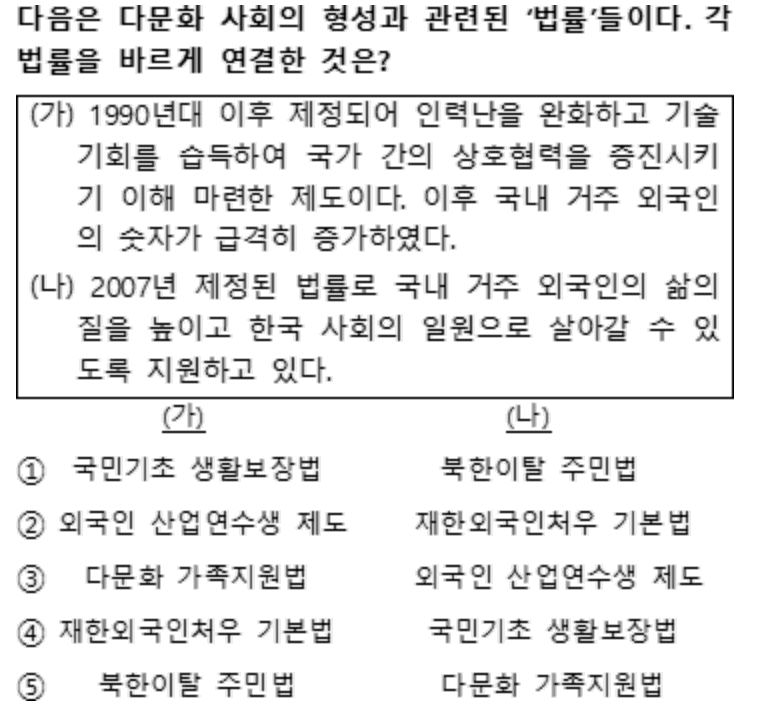 다음은 다문화 사회의 형성과 관련된 ‘법률’들이다. 각
법률을 바르게 연결한 것은?
(가) 1990년대 이후 제정되어 인력난을 완화하고 기술
기회를 습득하여 국가 간의 상호협력을 증진시키
기 이해 마련한 제도이다. 이후 국내 거주 외국인
의 숫자가 급격히 증가하였다.
(나) 2007년 제정된 법률로 국내 거주 외국인의 삶의
질을 높이고 한국 사회의 일원으로 살아갈 수 있
도록 지원하고 있다.
(가) (나)
① 국민기초 생활보장법 북한이탈 주민법
② 외국인 산업연수생 제도 재한외국인처우 기본법
③ 다문화 가족지원법 외국인 산업연수생 제도
④ 재한외국인처우 기본법 국민기초 생활보장법
⑤ 북한이탈 주민법 다문화 가족지원법